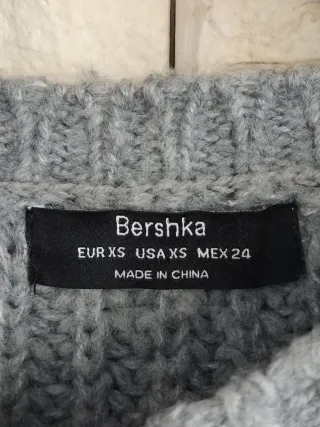 Bershka
EUR XS USA XS MEX 24
MADE IN CHINA